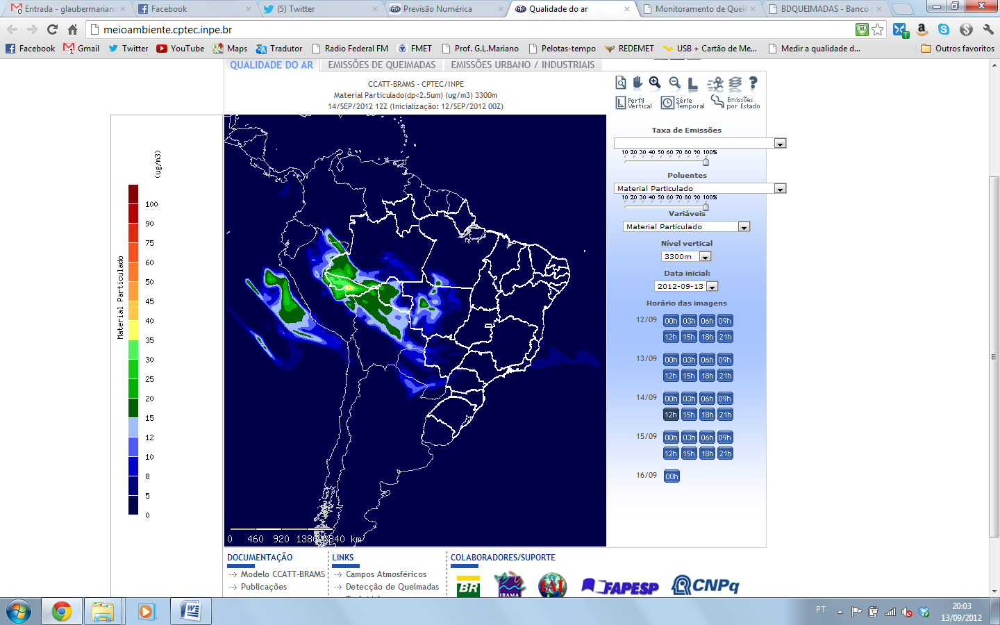 Entrada - glaubermarianc
Facebook
(5) Twitter
Previsão Numérica
Qualidade do ar
Monitoramento de Queim
BDQUEIMADAS - Banco
meioambiente.cptec.inpe.br
Facebook
Gmail
Twitter
YouTube
Maps
Tradutor
Radio Federal FM
FMET
Prof. G.L.Mariano
Pelotas-tempo
REDEMET
USB + Cartão de Me...
Medir a qualidade d...
Outros favoritos
QUALIDADE DO AR
EMISSÕES DE QUEIMADAS
EMISSÕES URBANO / INDUSTRIAIS
CCATT-BRAMS - CPTEC/INPE
Material Particulado(dp<2.5um) (ug/m3) 3300m
14/SEP/2012 12Z (Inicialização: 12/SEP/2012 00Z)
Perfil Vertical
Série Temporal
Emissões por Estado
Taxa de Emissões
10 20 30 40 50 60 70 80 90 100%
Poluentes
Material Particulado
10 20 30 40 50 60 70 80 90 100%
Variáveis
Material Particulado
Nível vertical
3300m
Data inicial:
2012-09-13
Horário das imagens
12/09 00h 03h 06h 09h
12h 15h 18h 21h
13/09 00h 03h 06h 09h
12h 15h 18h 21h
14/09 00h 03h 06h 09h
12h 15h 18h 21h
15/09 00h 03h 06h 09h
12h 15h 18h 21h
16/09 00h
(ug/m3)
Material Particulado
100
90
75
60
50
45
40
35
30
25
20
15
12
10
8
5
0
0 460 920 1380 1840 km
DOCUMENTAÇÃO
Modelo CCATT-BRAMS
Publicações
LINKS
Campos Atmosféricos
Detecção de Queimadas
COLABORADORES/SUPORTE
BR
IBAMA
IAI
FAPESP
CNPq
PT
20:03
13/09/2012